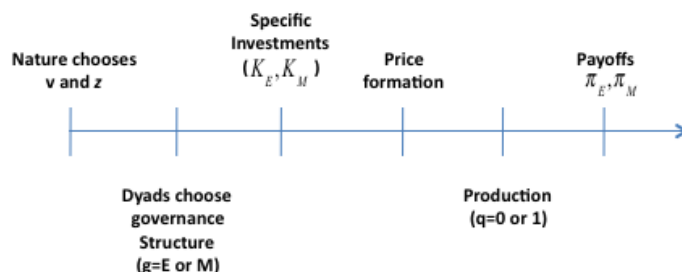 Nature chooses
v and z
Dyads choose
governance
Structure
(g=E or M)
Specific
Investments
(K_E, K_M)
Price
formation
Production
(q=0 or 1)
Payoffs
π_E, π_M